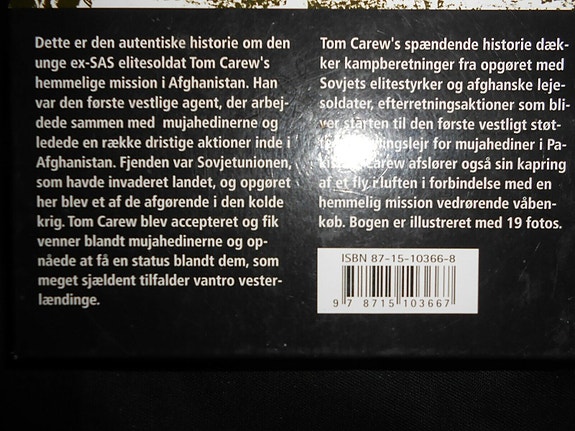 Dette er den autentiske historie om den
unge ex-SAS elitesoldat Tom Carew's
hemmelige mission i Afghanistan. Han
var den første vestlige agent, der arbej-
dede sammen med mujahedinerne og
ledede en række dristige aktioner inde i
Afghanistan. Fjenden var Sovjetunionen,
som havde invaderet landet, og opgøret
her blev et af de afgørende i den kolde
krig. Tom Carew blev accepteret og fik
venner blandt mujahedinerne og op-
nåede at få en status blandt dem, som
meget sjældent tilfalder vantro vester-
lændinge.
Tom Carew's spændende historie dæk-
ker kampberetninger fra opgøret med
Sovjets elitestyrker og afghanske leje-
soldater, efterretningsaktioner som bli-
ver starten til den første vestligt støt-
lingslejr for mujahediner i Pa-
Carew afslører også sin kapring
af et fly i luften i forbindelse med en
hemmelig mission vedrørende våben-
køb. Bogen er illustreret med 19 fotos.
ISBN 87-15-10366-8
9 788715 103667